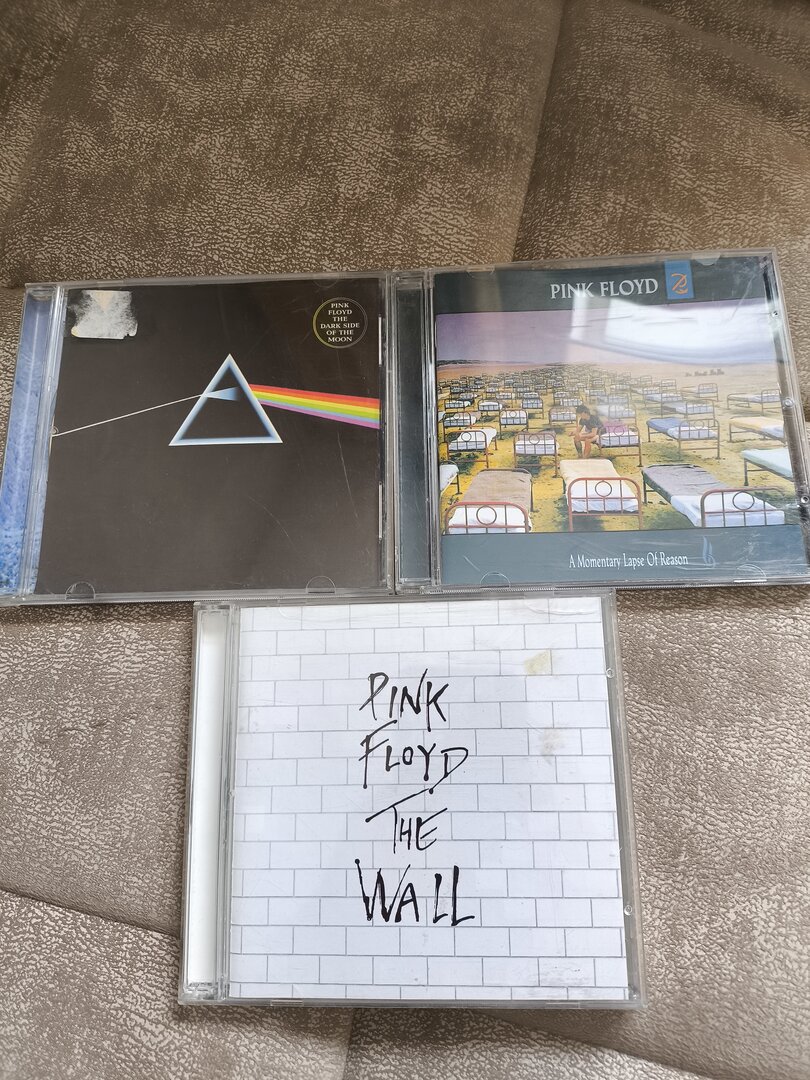 PINK
FLOYD
THE
DARK SIDE
OF THE
MOON
PINK FLOYD
A Momentary Lapse Of Reason
PINK
FLOYD
THE
WALL